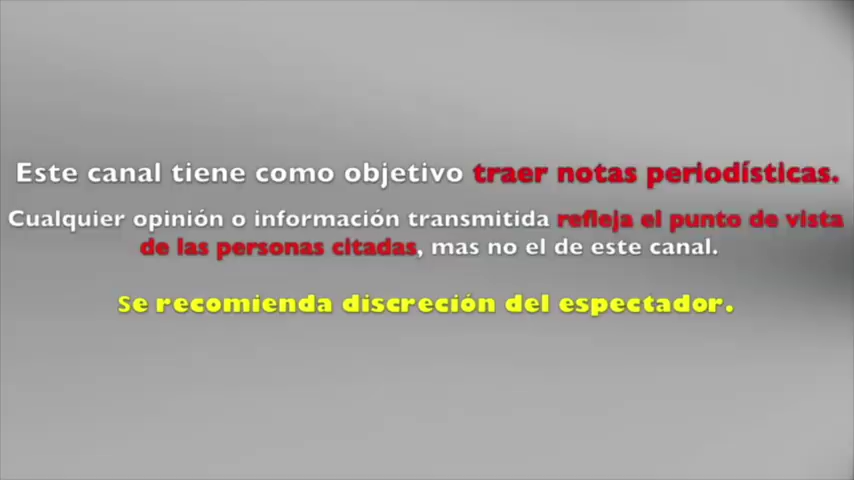 Este canal tiene como objetivo traer notas periodísticas.
Cualquier opinión o información transmitida refleja el punto de vista
de las personas citadas, mas no el de este canal.
Se recomienda discreción del espectador.